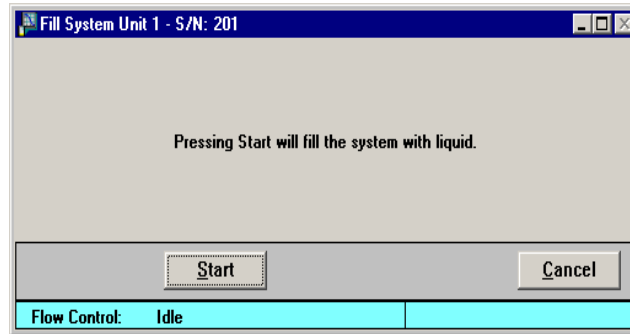 Fill System Unit 1 - S/N: 201
Pressing Start will fill the system with liquid.
Start Cancel
Flow Control: Idle